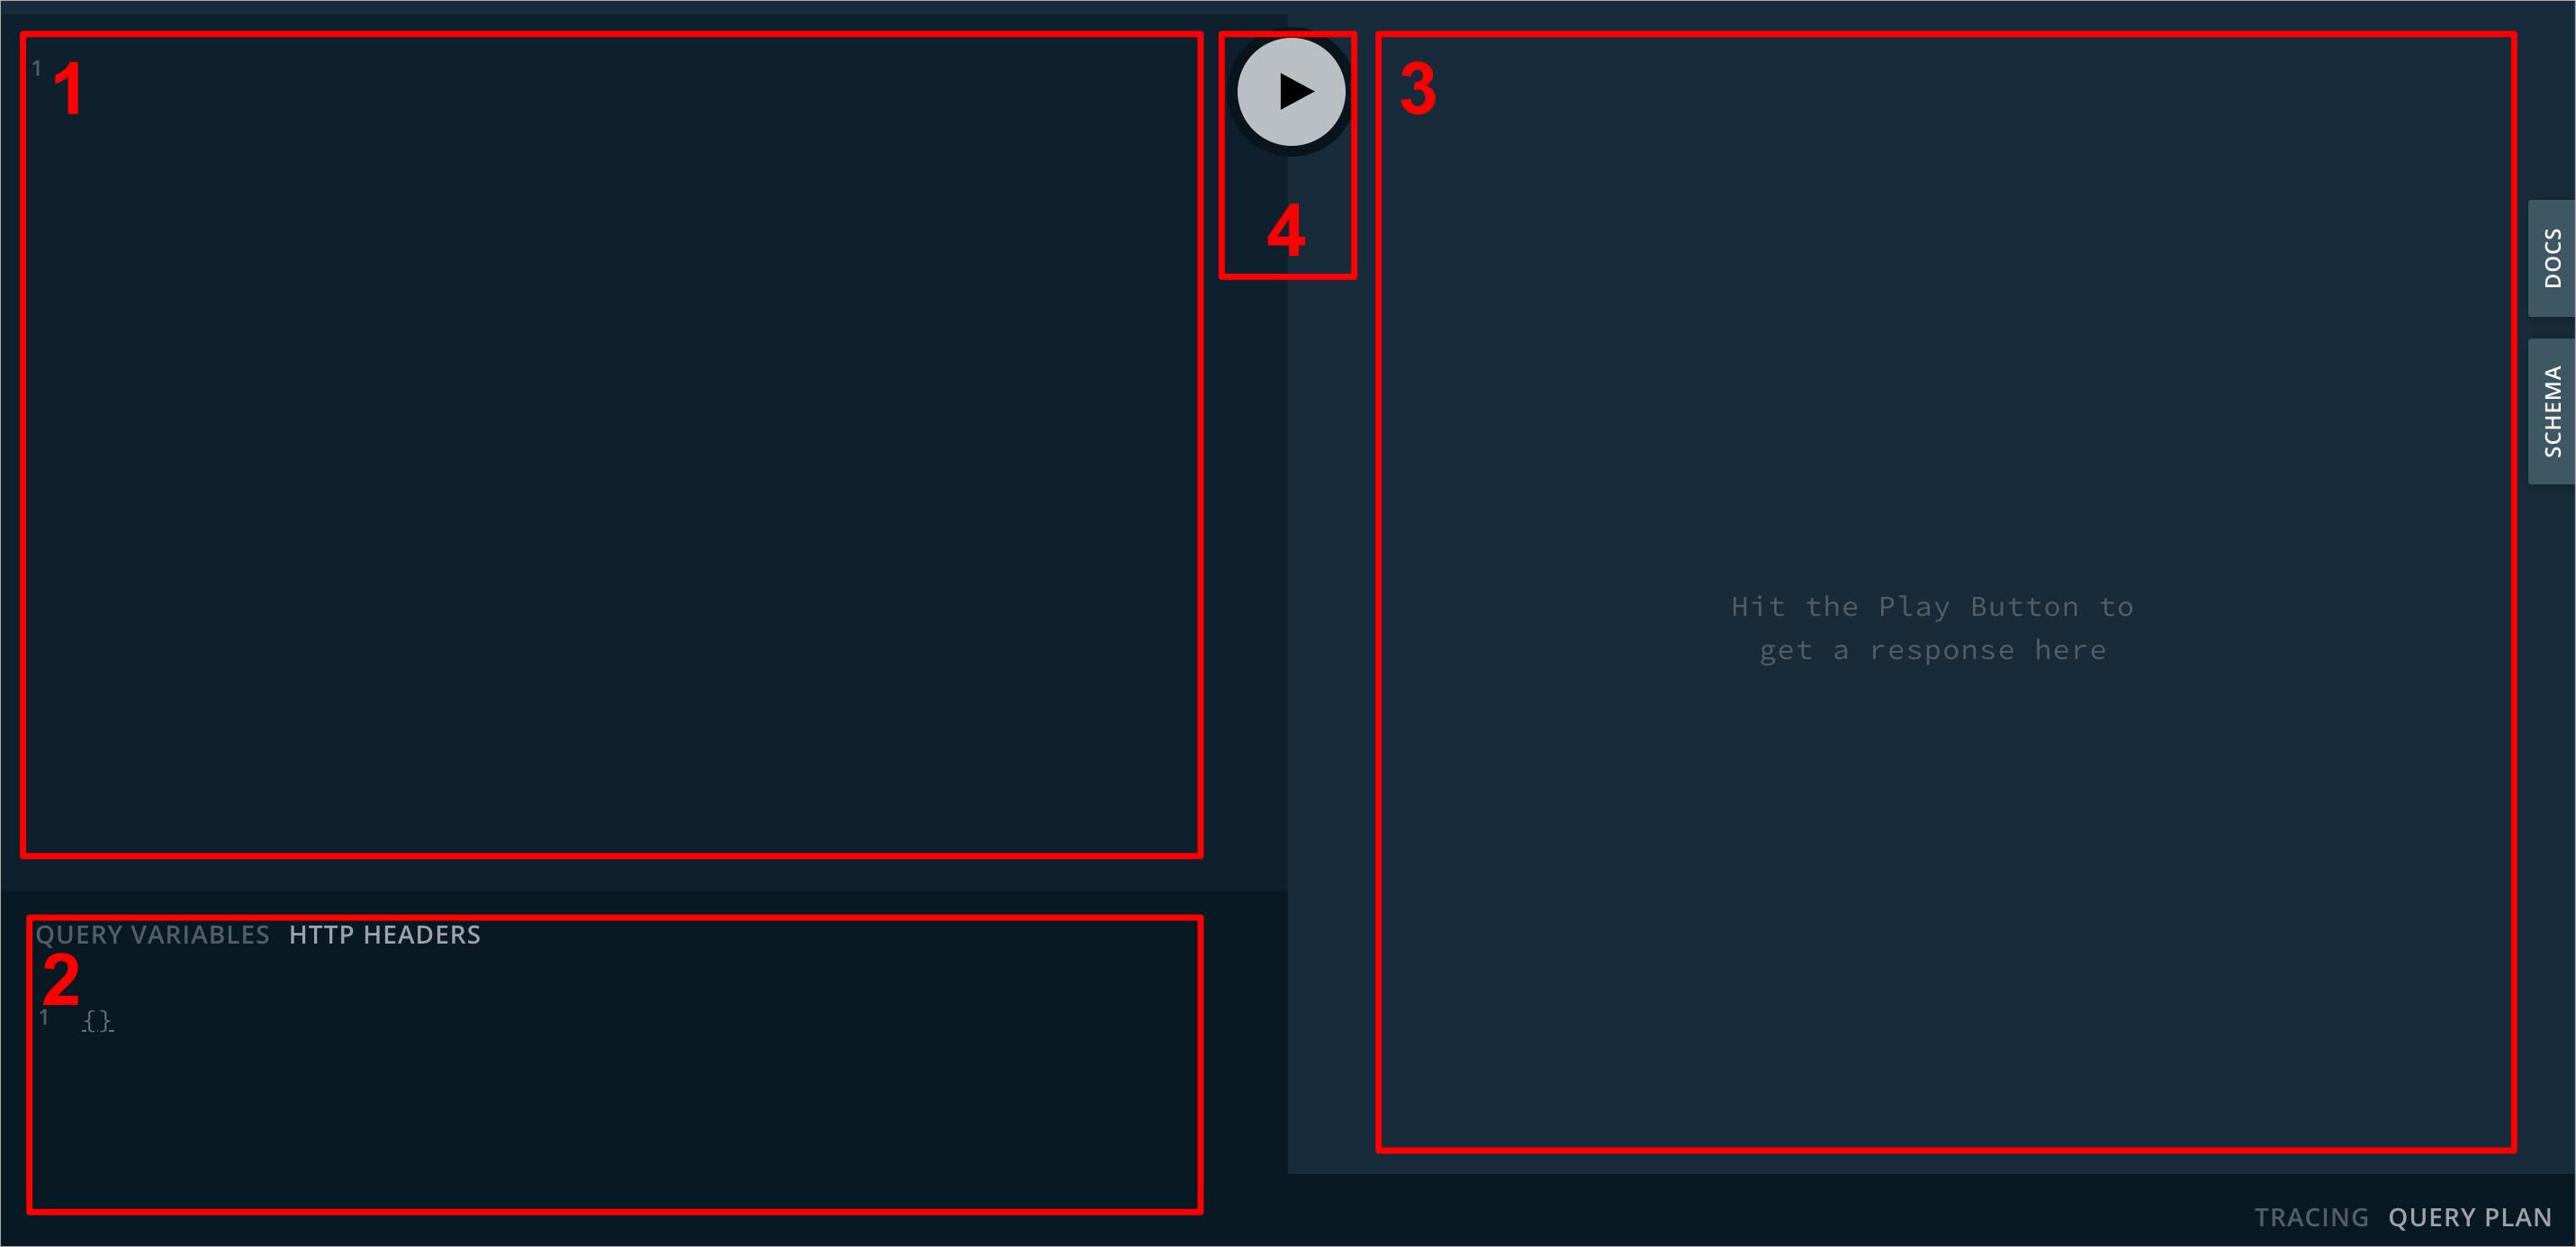 1
1
4
3
DOCS
SCHEMA
Hit the Play Button to
get a response here
QUERY VARIABLES HTTP HEADERS
2
1 {}
TRACING QUERY PLAN